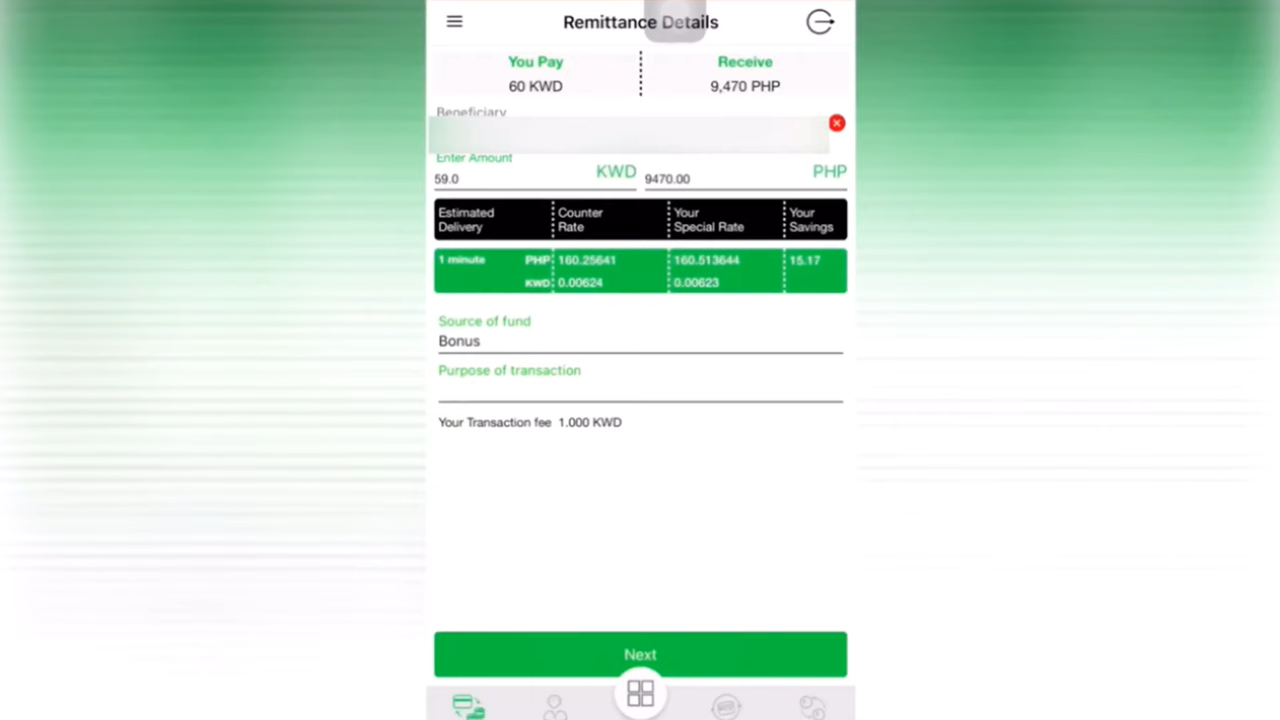 Remittance Details
You Pay
Receive
60 KWD
9,470 PHP
Beneficiary
Enter Amount
KWD
PHP
59.0
9470.00
Estimated Delivery
Counter Rate
Your Special Rate
Your Savings
1 minute
PHP
160.25641
160.513644
15.17
KWD
0.00624
0.00623
Source of fund
Bonus
Purpose of transaction
Your Transaction fee 1.000 KWD
Next